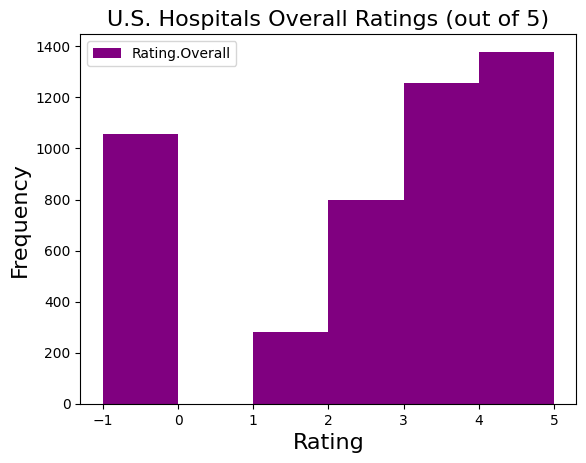 U.S. Hospitals Overall Ratings (out of 5)
Rating.Overall
Frequency
1400
1200
1000
800
600
400
200
0
−1 0 1 2 3 4 5
Rating